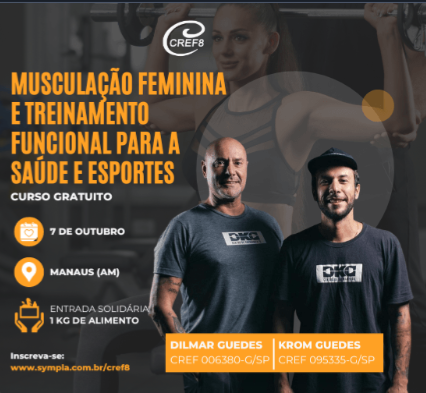 CREF8
MUSCULAÇÃO FEMININA
E TREINAMENTO
FUNCIONAL PARA A
SAÚDE E ESPORTES
CURSO GRATUITO
7 DE OUTUBRO
MANAUS (AM)
ENTRADA SOLIDÁRIA
1 KG DE ALIMENTO
Inscreva-se:
www.sympla.com.br/cref8
DILMAR GUEDES
CREF 006380-G/SP
KROM GUEDES
CREF 095335-G/SP